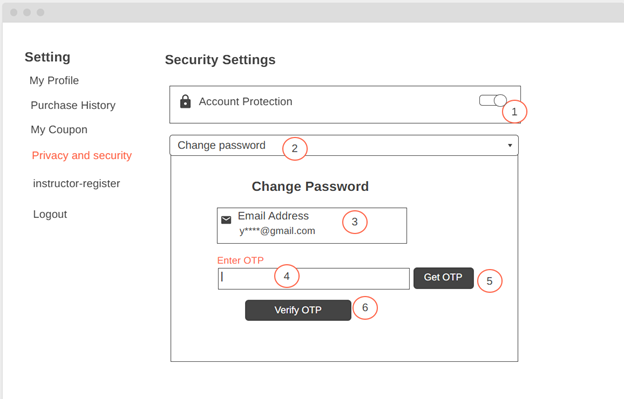 Setting
My Profile
Purchase History
My Coupon
Privacy and security
instructor-register
Logout
Security Settings
Account Protection
1
Change password
2
Change Password
Email Address
y****@gmail.com
3
Enter OTP
4
Get OTP
5
Verify OTP
6